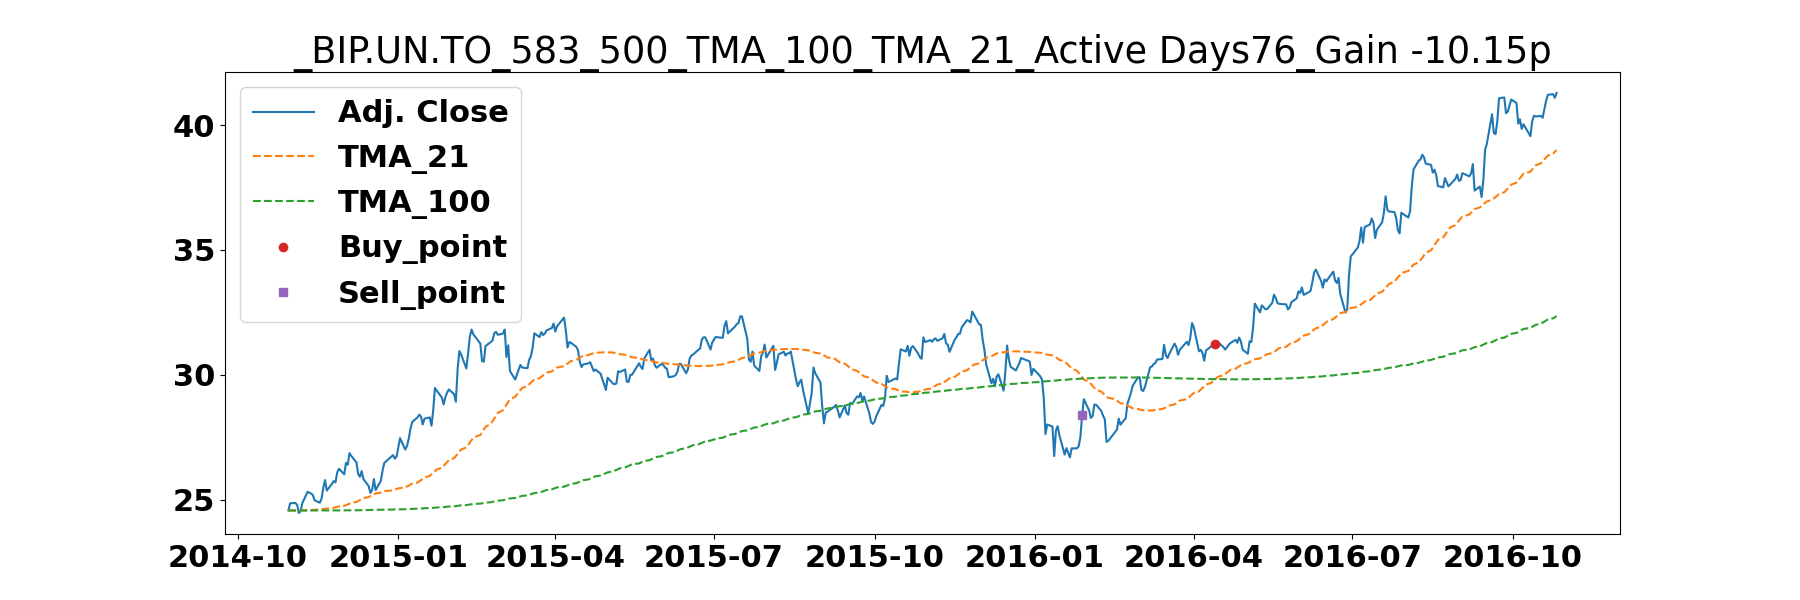 _BIP.UN.TO_583_500_TMA_100_TMA_21_Active Days76_Gain -10.15p
Adj. Close
TMA_21
TMA_100
Buy_point
Sell_point
40
35
30
25
2014-10 2015-01 2015-04 2015-07 2015-10 2016-01 2016-04 2016-07 2016-10